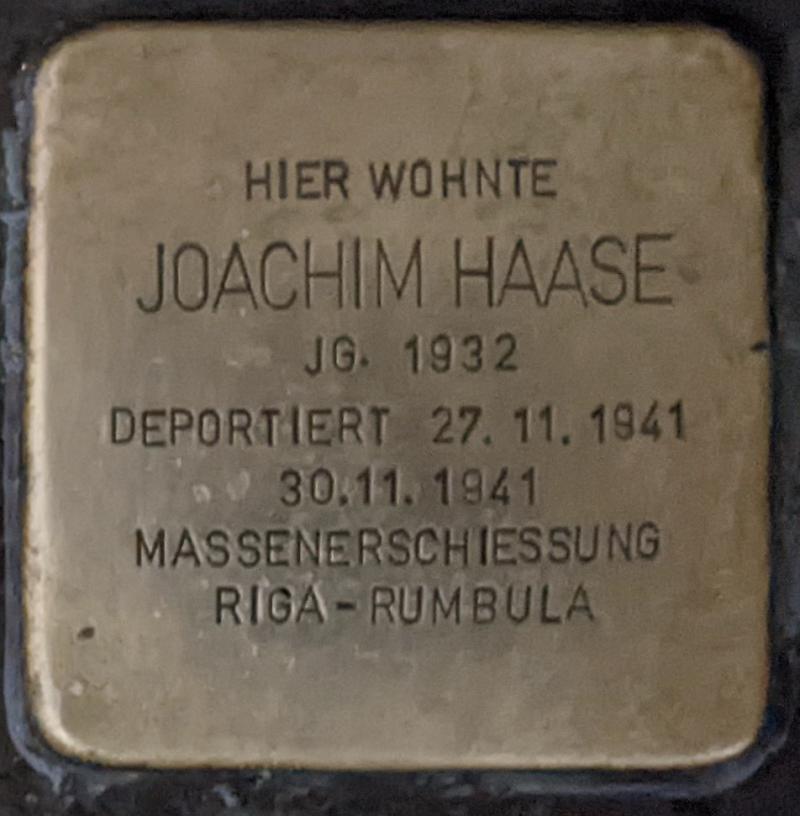 HIER WOHNTE
JOACHIM HAASE
JG. 1932
DEPORTIERT 27.11.1941
30.11.1941
MASSENERSCHIESSUNG
RIGA-RUMBULA